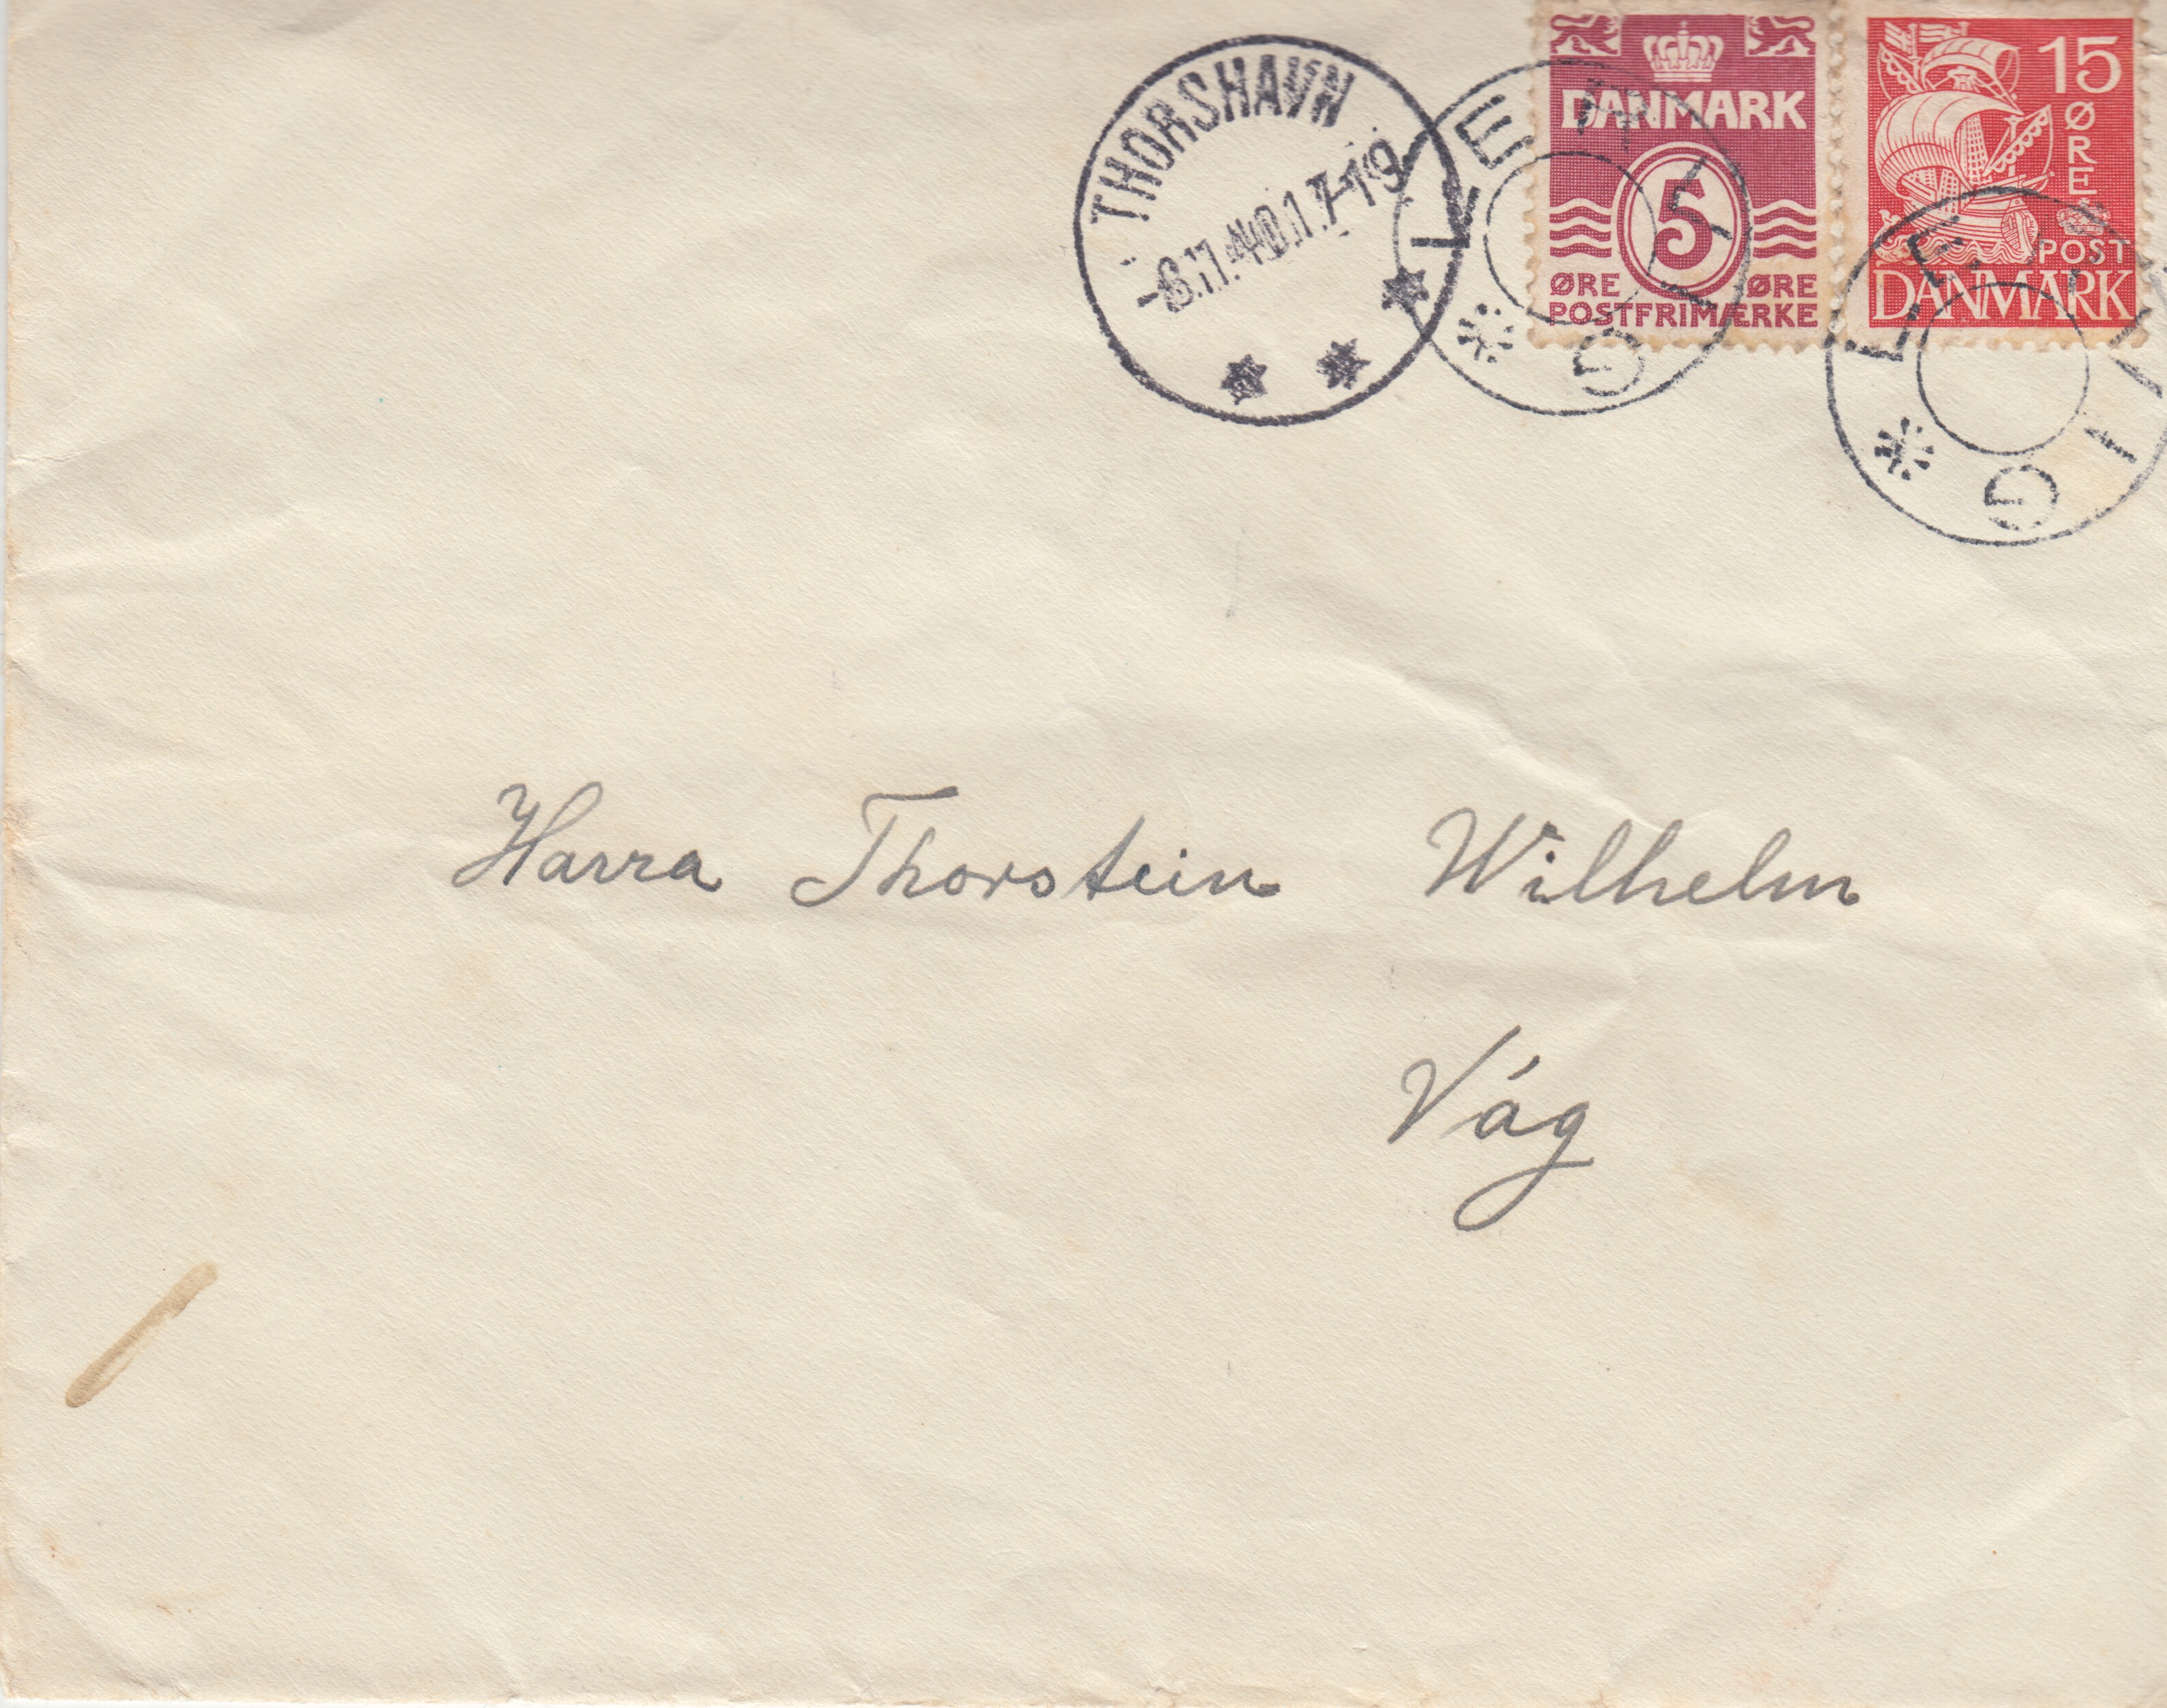 THORSHAVN
-8.11.40.17-19
LEIRVIG
DANMARK
5
ØRE ØRE
POSTFRIMÆRKE
15
ØRE
POST
DANMARK
Harra Thorstein Wilhelm
Vág